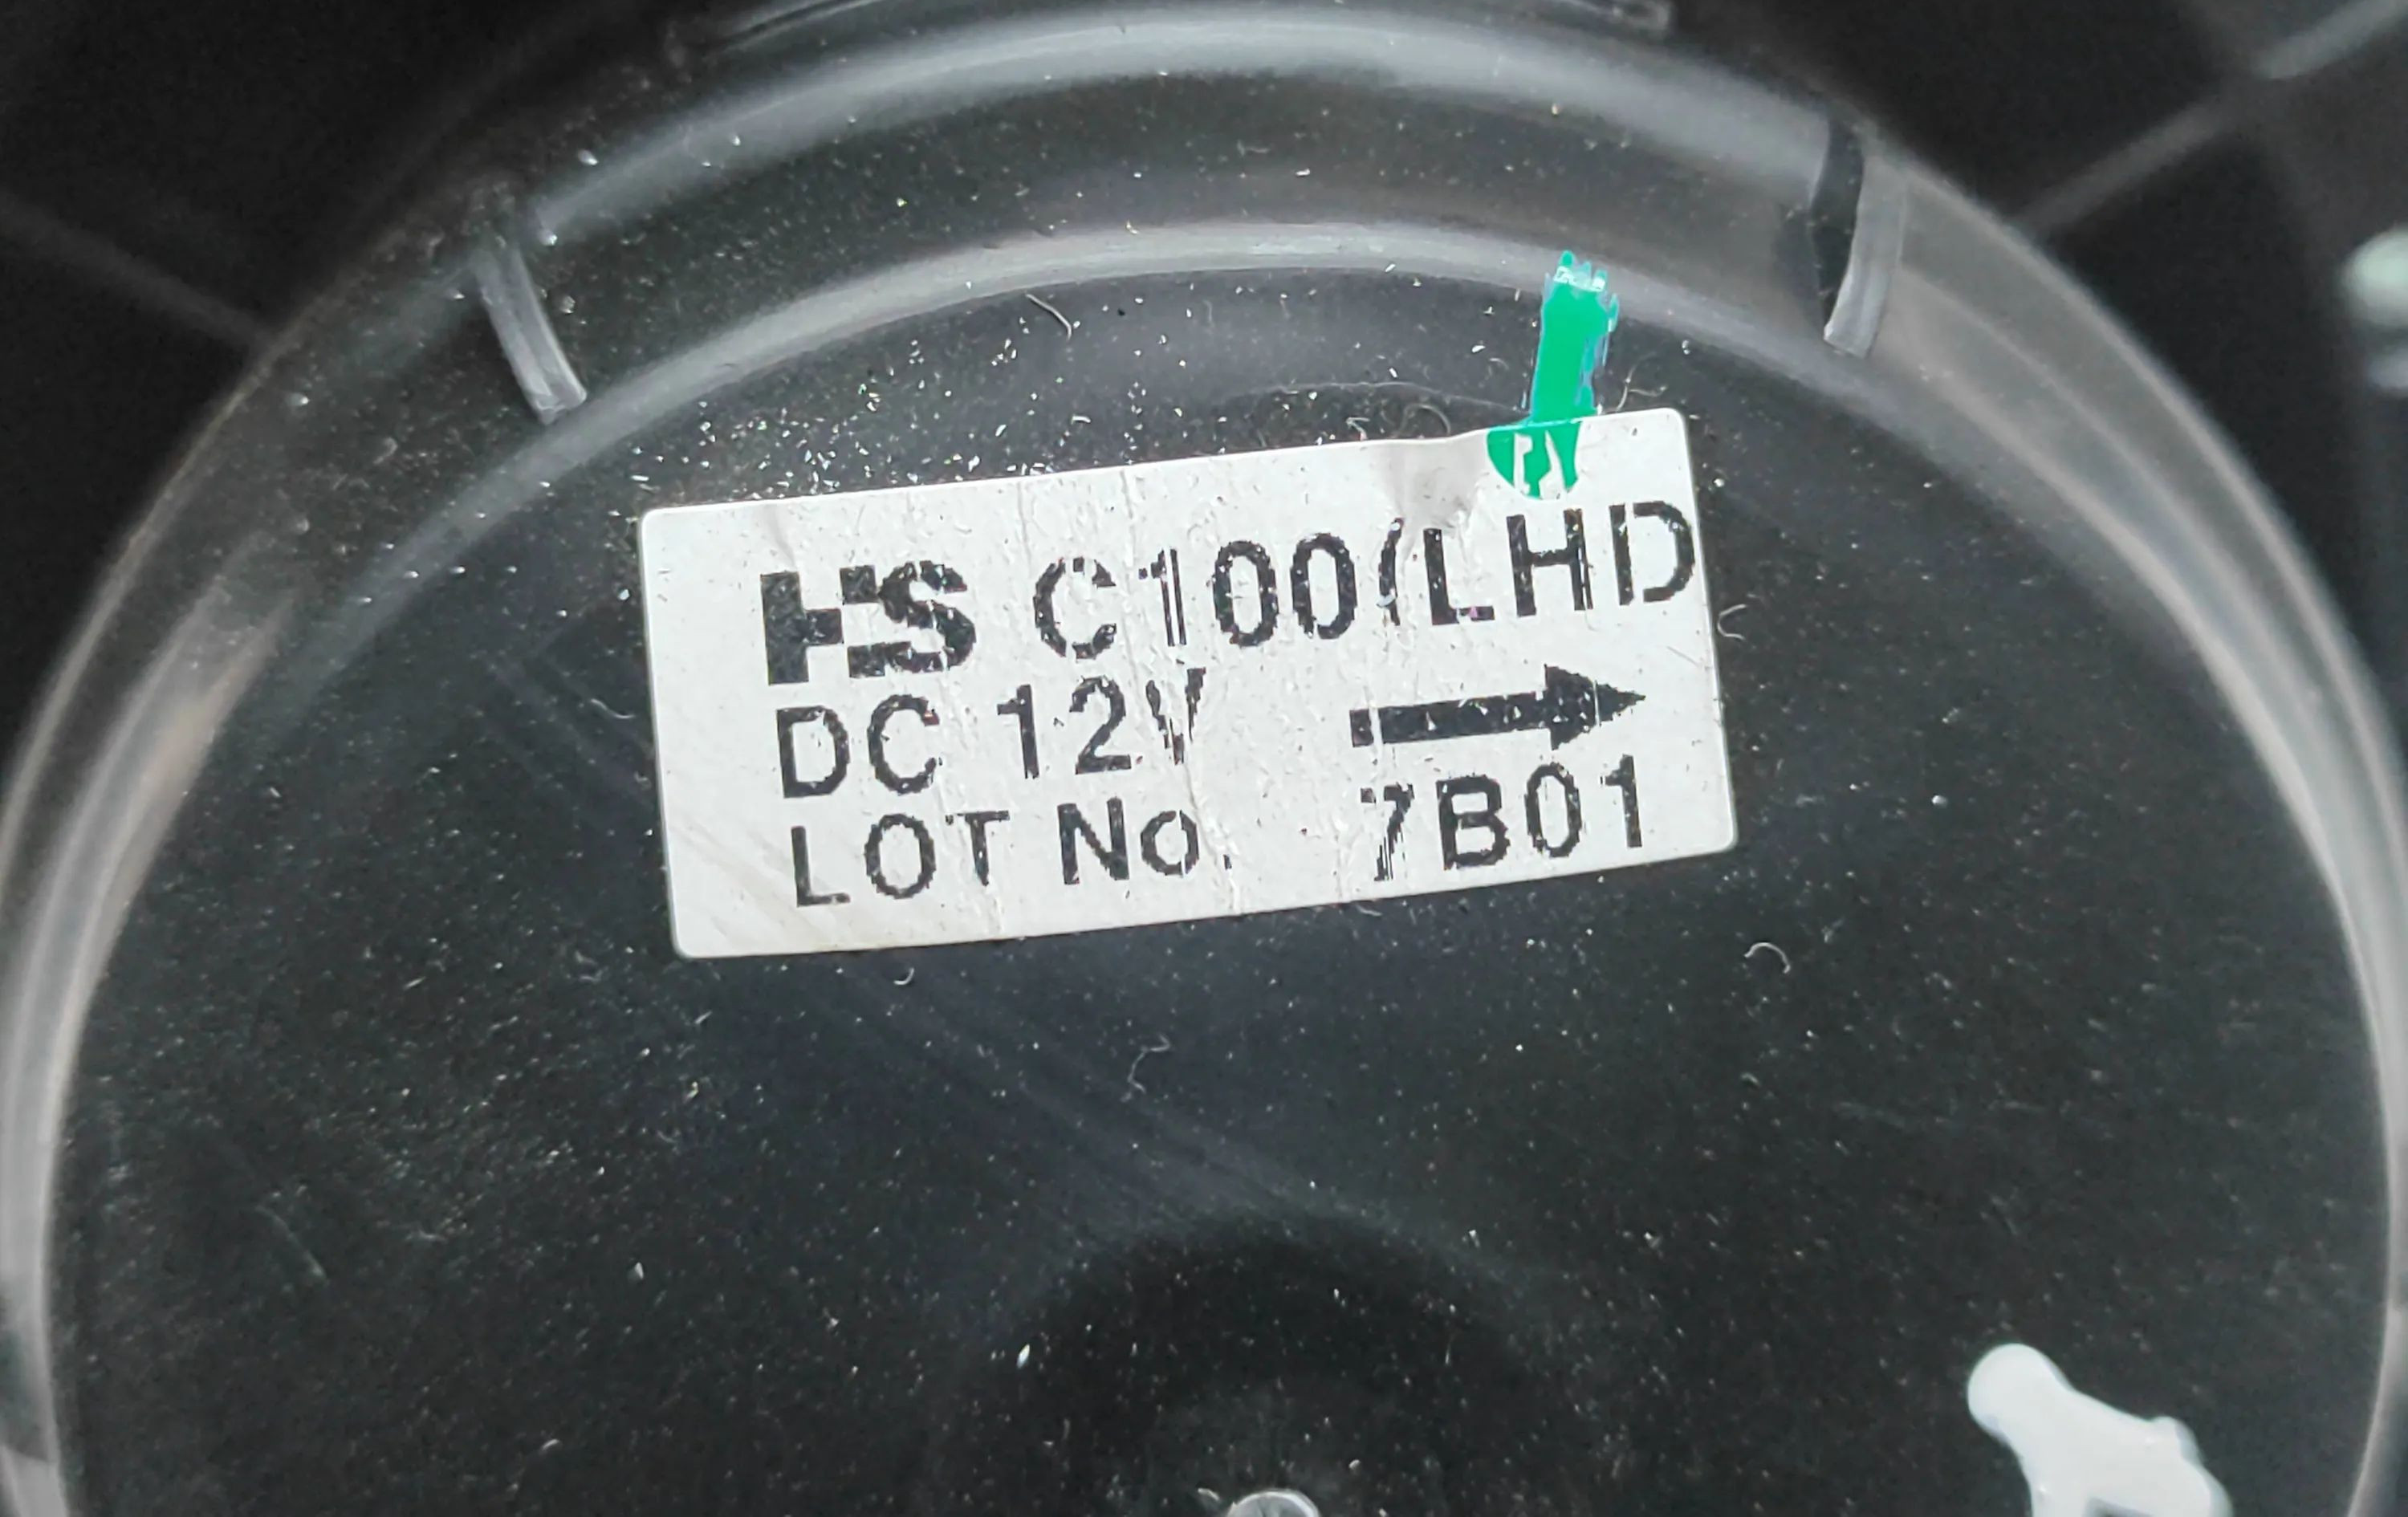 HS C100(LHD
DC 12V
LOT No. 7B01